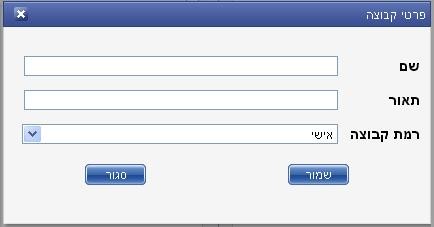 פרטי קבוצה
שם
תאור
רמת קבוצה אישי
שמור סגור